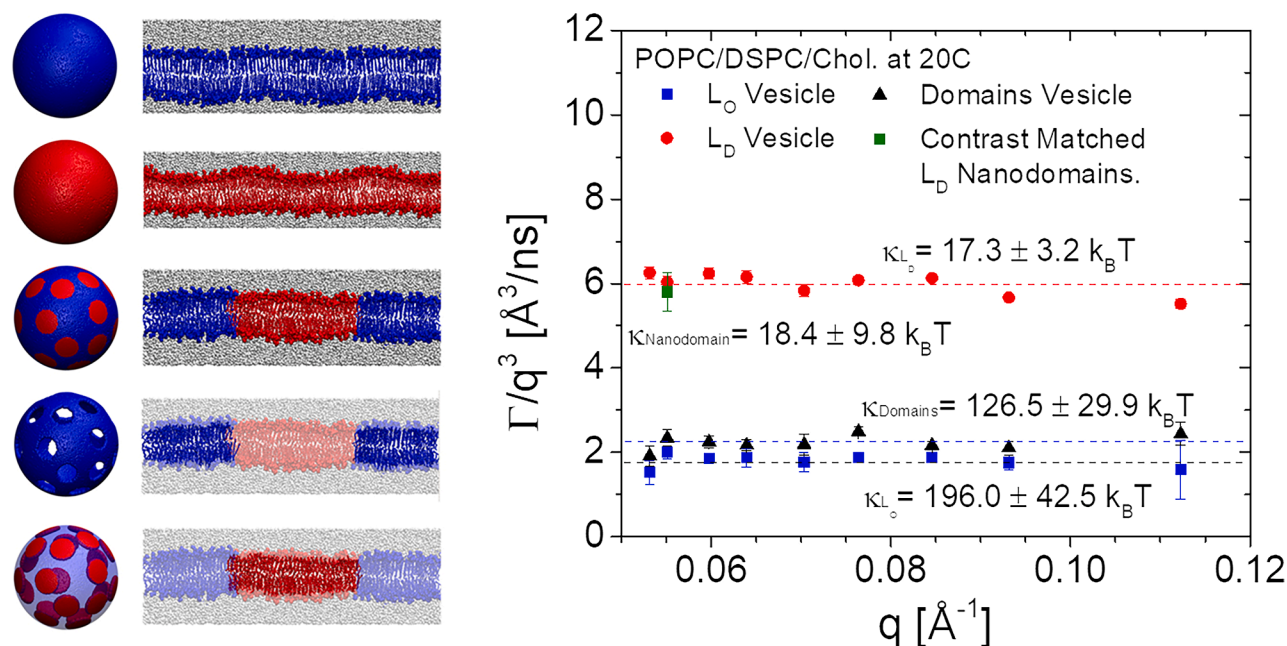 12
10
8
6
4
2
0
Γ/q³ [Å³/ns]
POPC/DSPC/Chol. at 20C
L_O Vesicle
Domains Vesicle
L_D Vesicle
Contrast Matched
L_D Nanodomains.
κ_L_D = 17.3 ± 3.2 k_BT
κ_Nanodomain = 18.4 ± 9.8 k_BT
κ_Domains = 126.5 ± 29.9 k_BT
κ_L_o = 196.0 ± 42.5 k_BT
0.06 0.08 0.10 0.12
q [Å⁻¹]